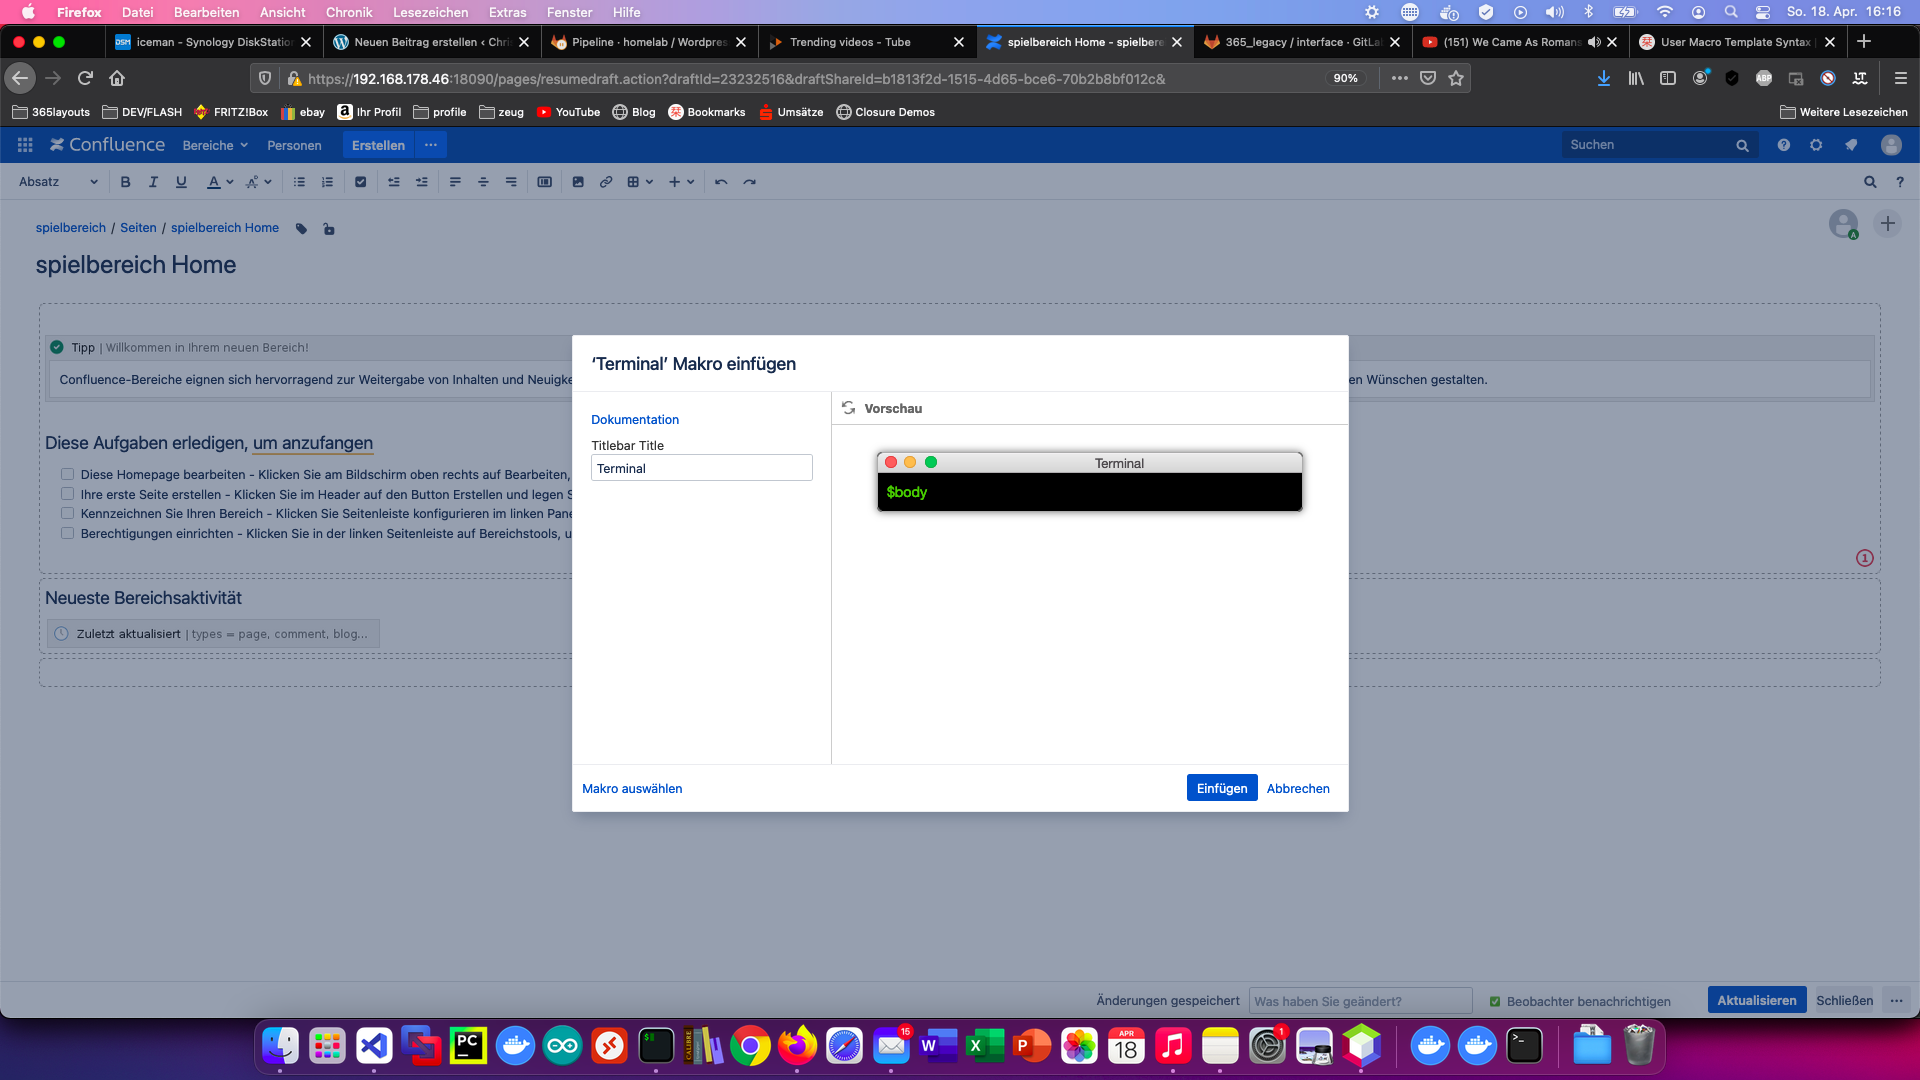 Firefox Datei Bearbeiten Ansicht Chronik Lesezeichen Extras Fenster Hilfe So. 18. Apr. 16:16
DSM iceman - Synology DiskStation Neuen Beitrag erstellen ‹ Chri Pipeline · homelab / Wordpres Trending videos - Tube spielbereich Home - spielbere 365_legacy / interface · GitLa (151) We Came As Romans User Macro Template Syntax
https://192.168.178.46:18090/pages/resumedraft.action?draftId=23232516&draftShareId=b1813f2d-1515-4d65-bce6-70b2b8bf012c& 90% ABP
365layouts DEV/FLASH FRITZ!Box ebay Ihr Profil profile zeug YouTube Blog Bookmarks Umsätze Closure Demos Weitere Lesezeichen
Confluence Bereiche Personen Erstellen Suchen
Absatz B I U A
spielbereich / Seiten / spielbereich Home
spielbereich Home
Tipp | Willkommen in Ihrem neuen Bereich!
Confluence-Bereiche eignen sich hervorragend zur Weitergabe von Inhalten und Neuigke en Wünschen gestalten.
Diese Aufgaben erledigen, um anzufangen
Diese Homepage bearbeiten - Klicken Sie am Bildschirm oben rechts auf Bearbeiten,
Ihre erste Seite erstellen - Klicken Sie im Header auf den Button Erstellen und legen S
Kennzeichnen Sie Ihren Bereich - Klicken Sie Seitenleiste konfigurieren im linken Pane
Berechtigungen einrichten - Klicken Sie in der linken Seitenleiste auf Bereichstools, u
1
Neueste Bereichsaktivität
Zuletzt aktualisiert | types = page, comment, blog...
‘Terminal’ Makro einfügen
Dokumentation
Titlebar Title
Terminal
Vorschau
Terminal
$body
Makro auswählen
Einfügen Abbrechen
Änderungen gespeichert Was haben Sie geändert? Beobachter benachrichtigen Aktualisieren Schließen
PC CALIBRE 15 W X P APR 18 1